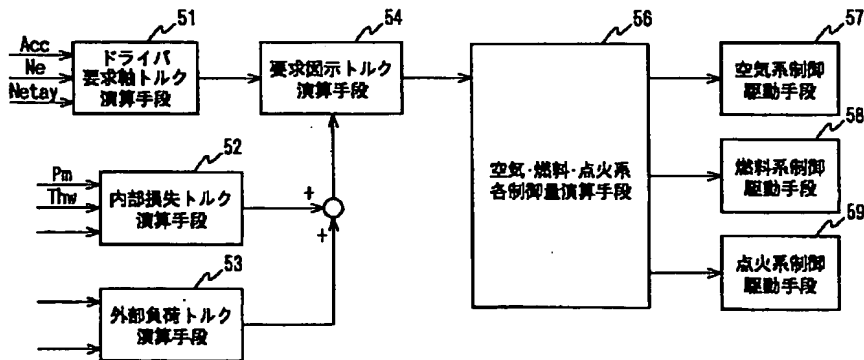 51
Acc
Ne
Netay
ドライバ
要求軸トルク
演算手段
54
要求図示トルク
演算手段
52
Pm
Thw
内部損失トルク
演算手段
+
+
53
外部負荷トルク
演算手段
56
空気・燃料・点火系
各制御量演算手段
57
空気系制御
駆動手段
58
燃料系制御
駆動手段
59
点火系制御
駆動手段